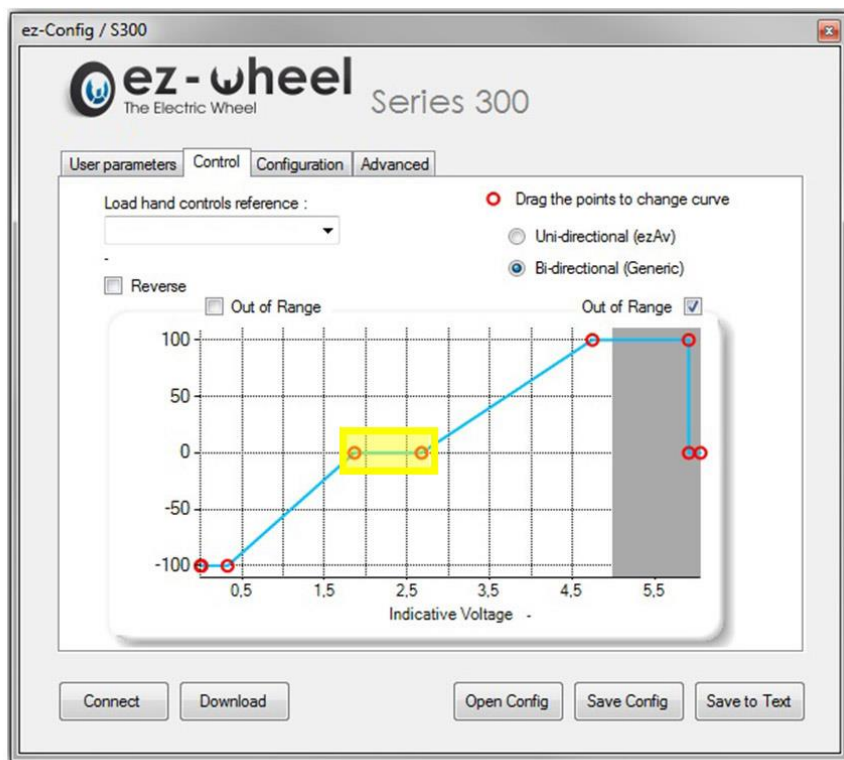 ez-Config / S300
ez-wheel
The Electric Wheel
Series 300
User parameters Control Configuration Advanced
Load hand controls reference :
Drag the points to change curve
Uni-directional (ezAv)
-
Bi-directional (Generic)
Reverse
Out of Range
Out of Range
100
50
0
-50
-100
0,5 1,5 2,5 3,5 4,5 5,5
Indicative Voltage -
Connect Download Open Config Save Config Save to Text